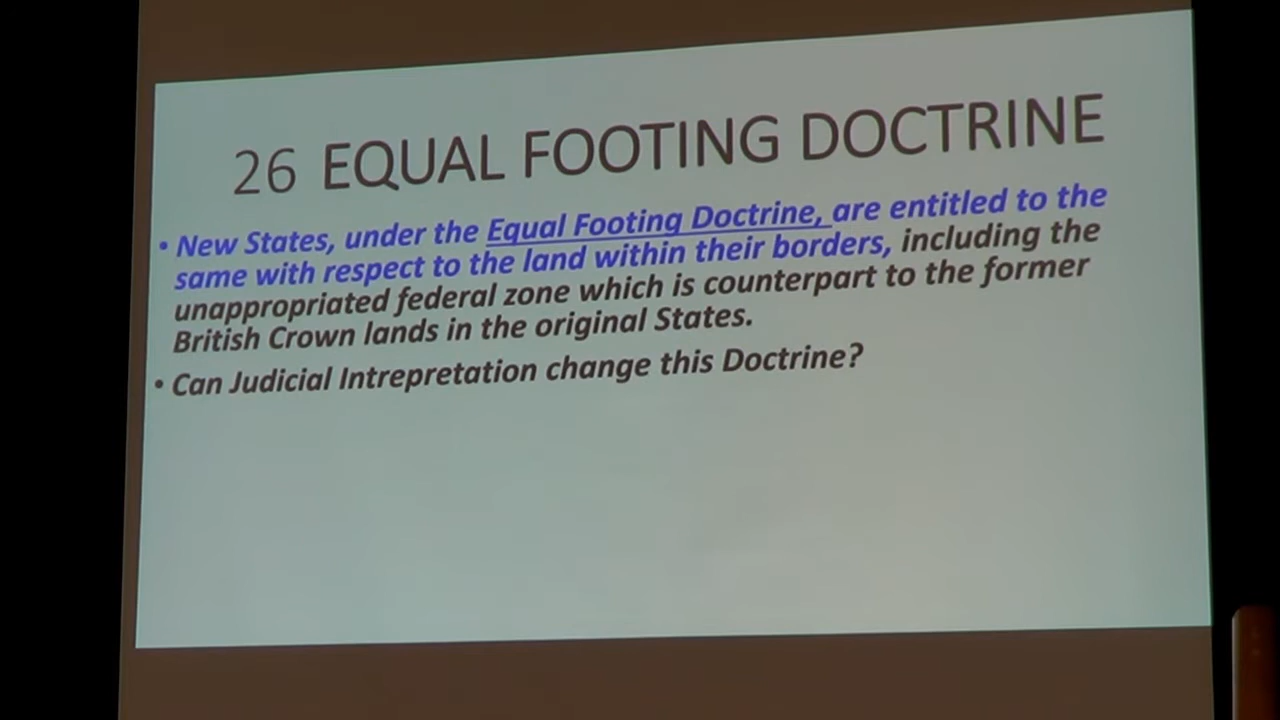 26 EQUAL FOOTING DOCTRINE
• New States, under the Equal Footing Doctrine, are entitled to the
same with respect to the land within their borders, including the
unappropriated federal zone which is counterpart to the former
British Crown lands in the original States.
• Can Judicial Intrepretation change this Doctrine?